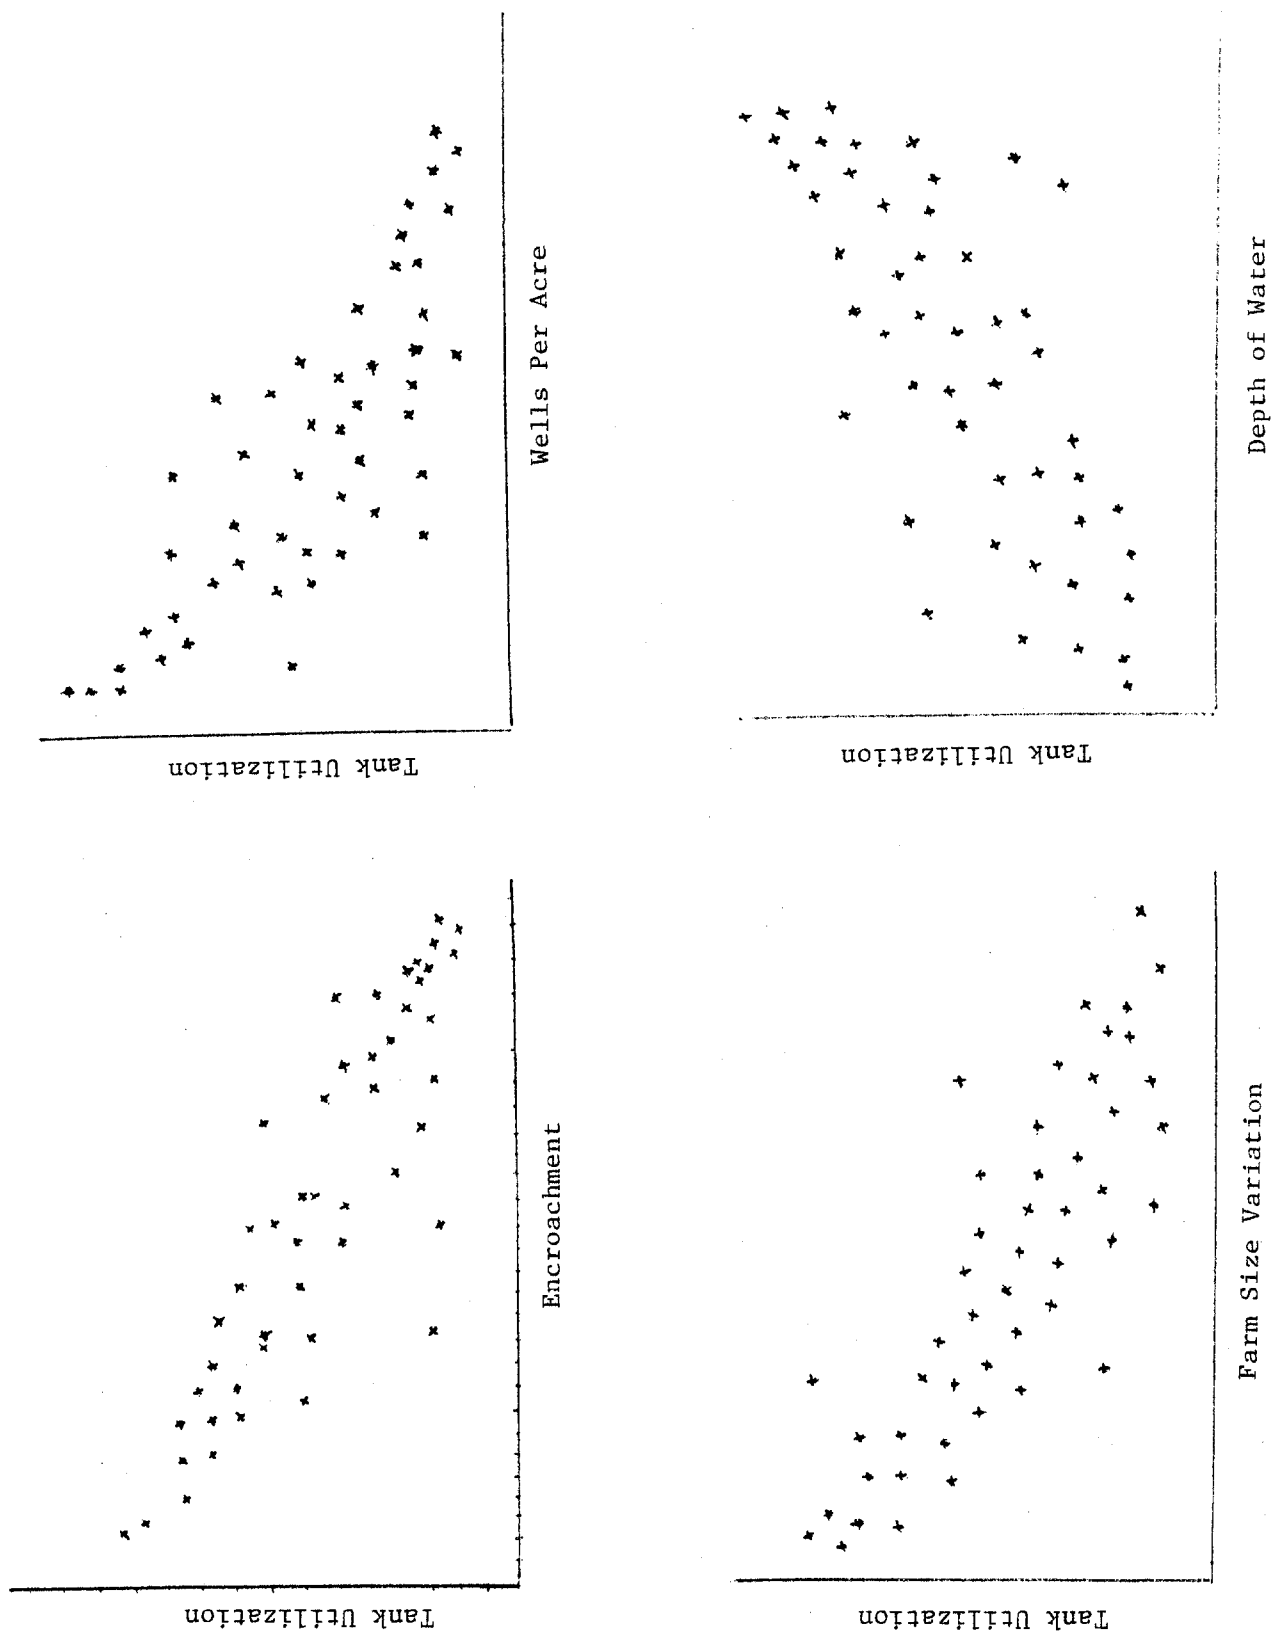 Tank Utilization
Encroachment
Tank Utilization
Wells Per Acre
Tank Utilization
Farm Size Variation
Tank Utilization
Depth of Water